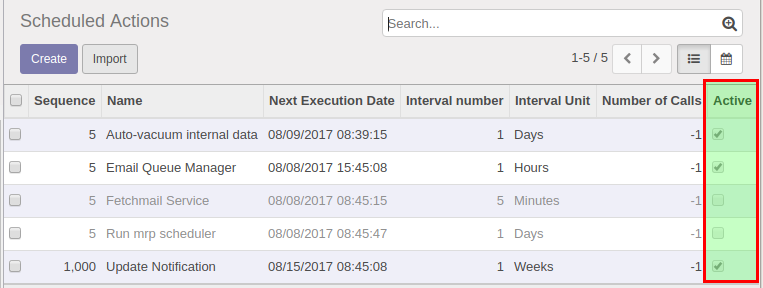 Scheduled Actions
Search...
Create Import 1-5 / 5
Sequence Name Next Execution Date Interval number Interval Unit Number of Calls Active
5 Auto-vacuum internal data 08/09/2017 08:39:15 1 Days -1
5 Email Queue Manager 08/08/2017 15:45:08 1 Hours -1
5 Fetchmail Service 08/08/2017 08:45:15 5 Minutes -1
5 Run mrp scheduler 08/08/2017 08:45:47 1 Days -1
1,000 Update Notification 08/15/2017 08:45:08 1 Weeks -1